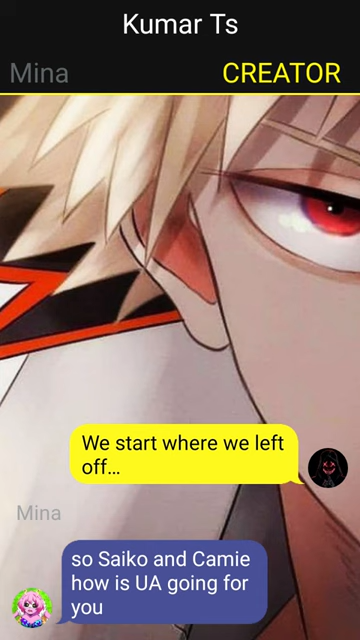 Kumar Ts
Mina
CREATOR
We start where we left
off...
Mina
so Saiko and Camie
how is UA going for
you